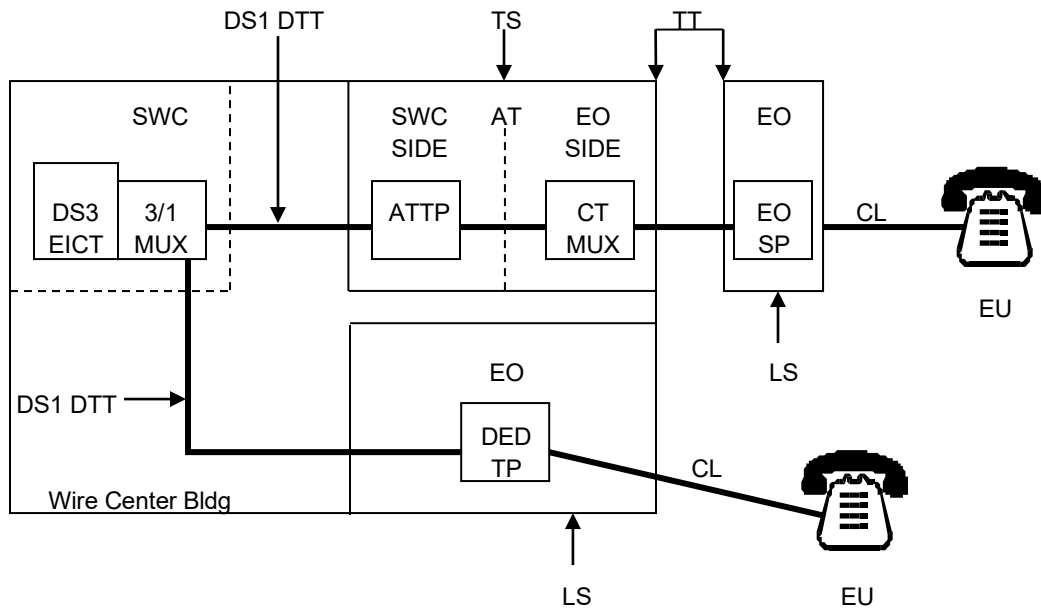 DS1 DTT
TS
TT
SWC
SWC
SIDE
AT
EO
SIDE
EO
DS3
EICT
3/1
MUX
ATTP
CT
MUX
EO
SP
CL
EU
LS
EO
DS1 DTT
DED
TP
CL
Wire Center Bldg
LS
EU